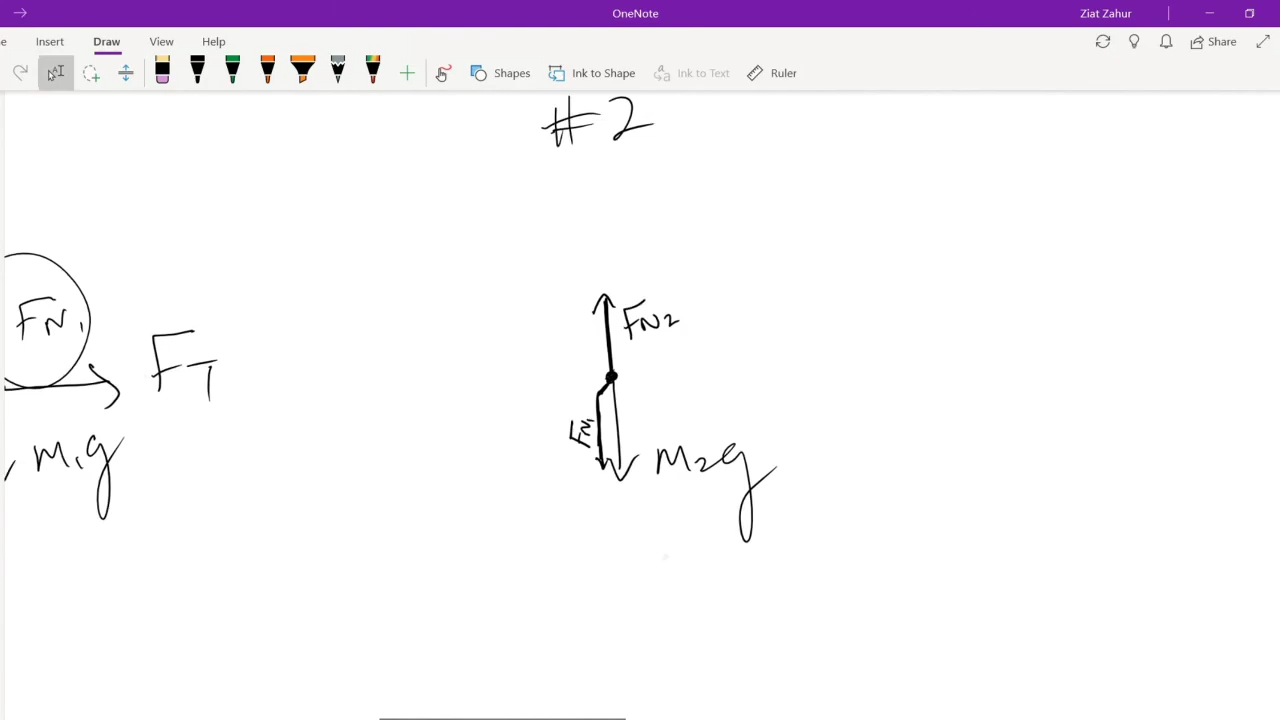 OneNote
Ziat Zahur
Insert
Draw
View
Help
Share
Shapes
Ink to Shape
Ink to Text
Ruler
#2
FN1
FT
m1g
FN2
FN1
m2g